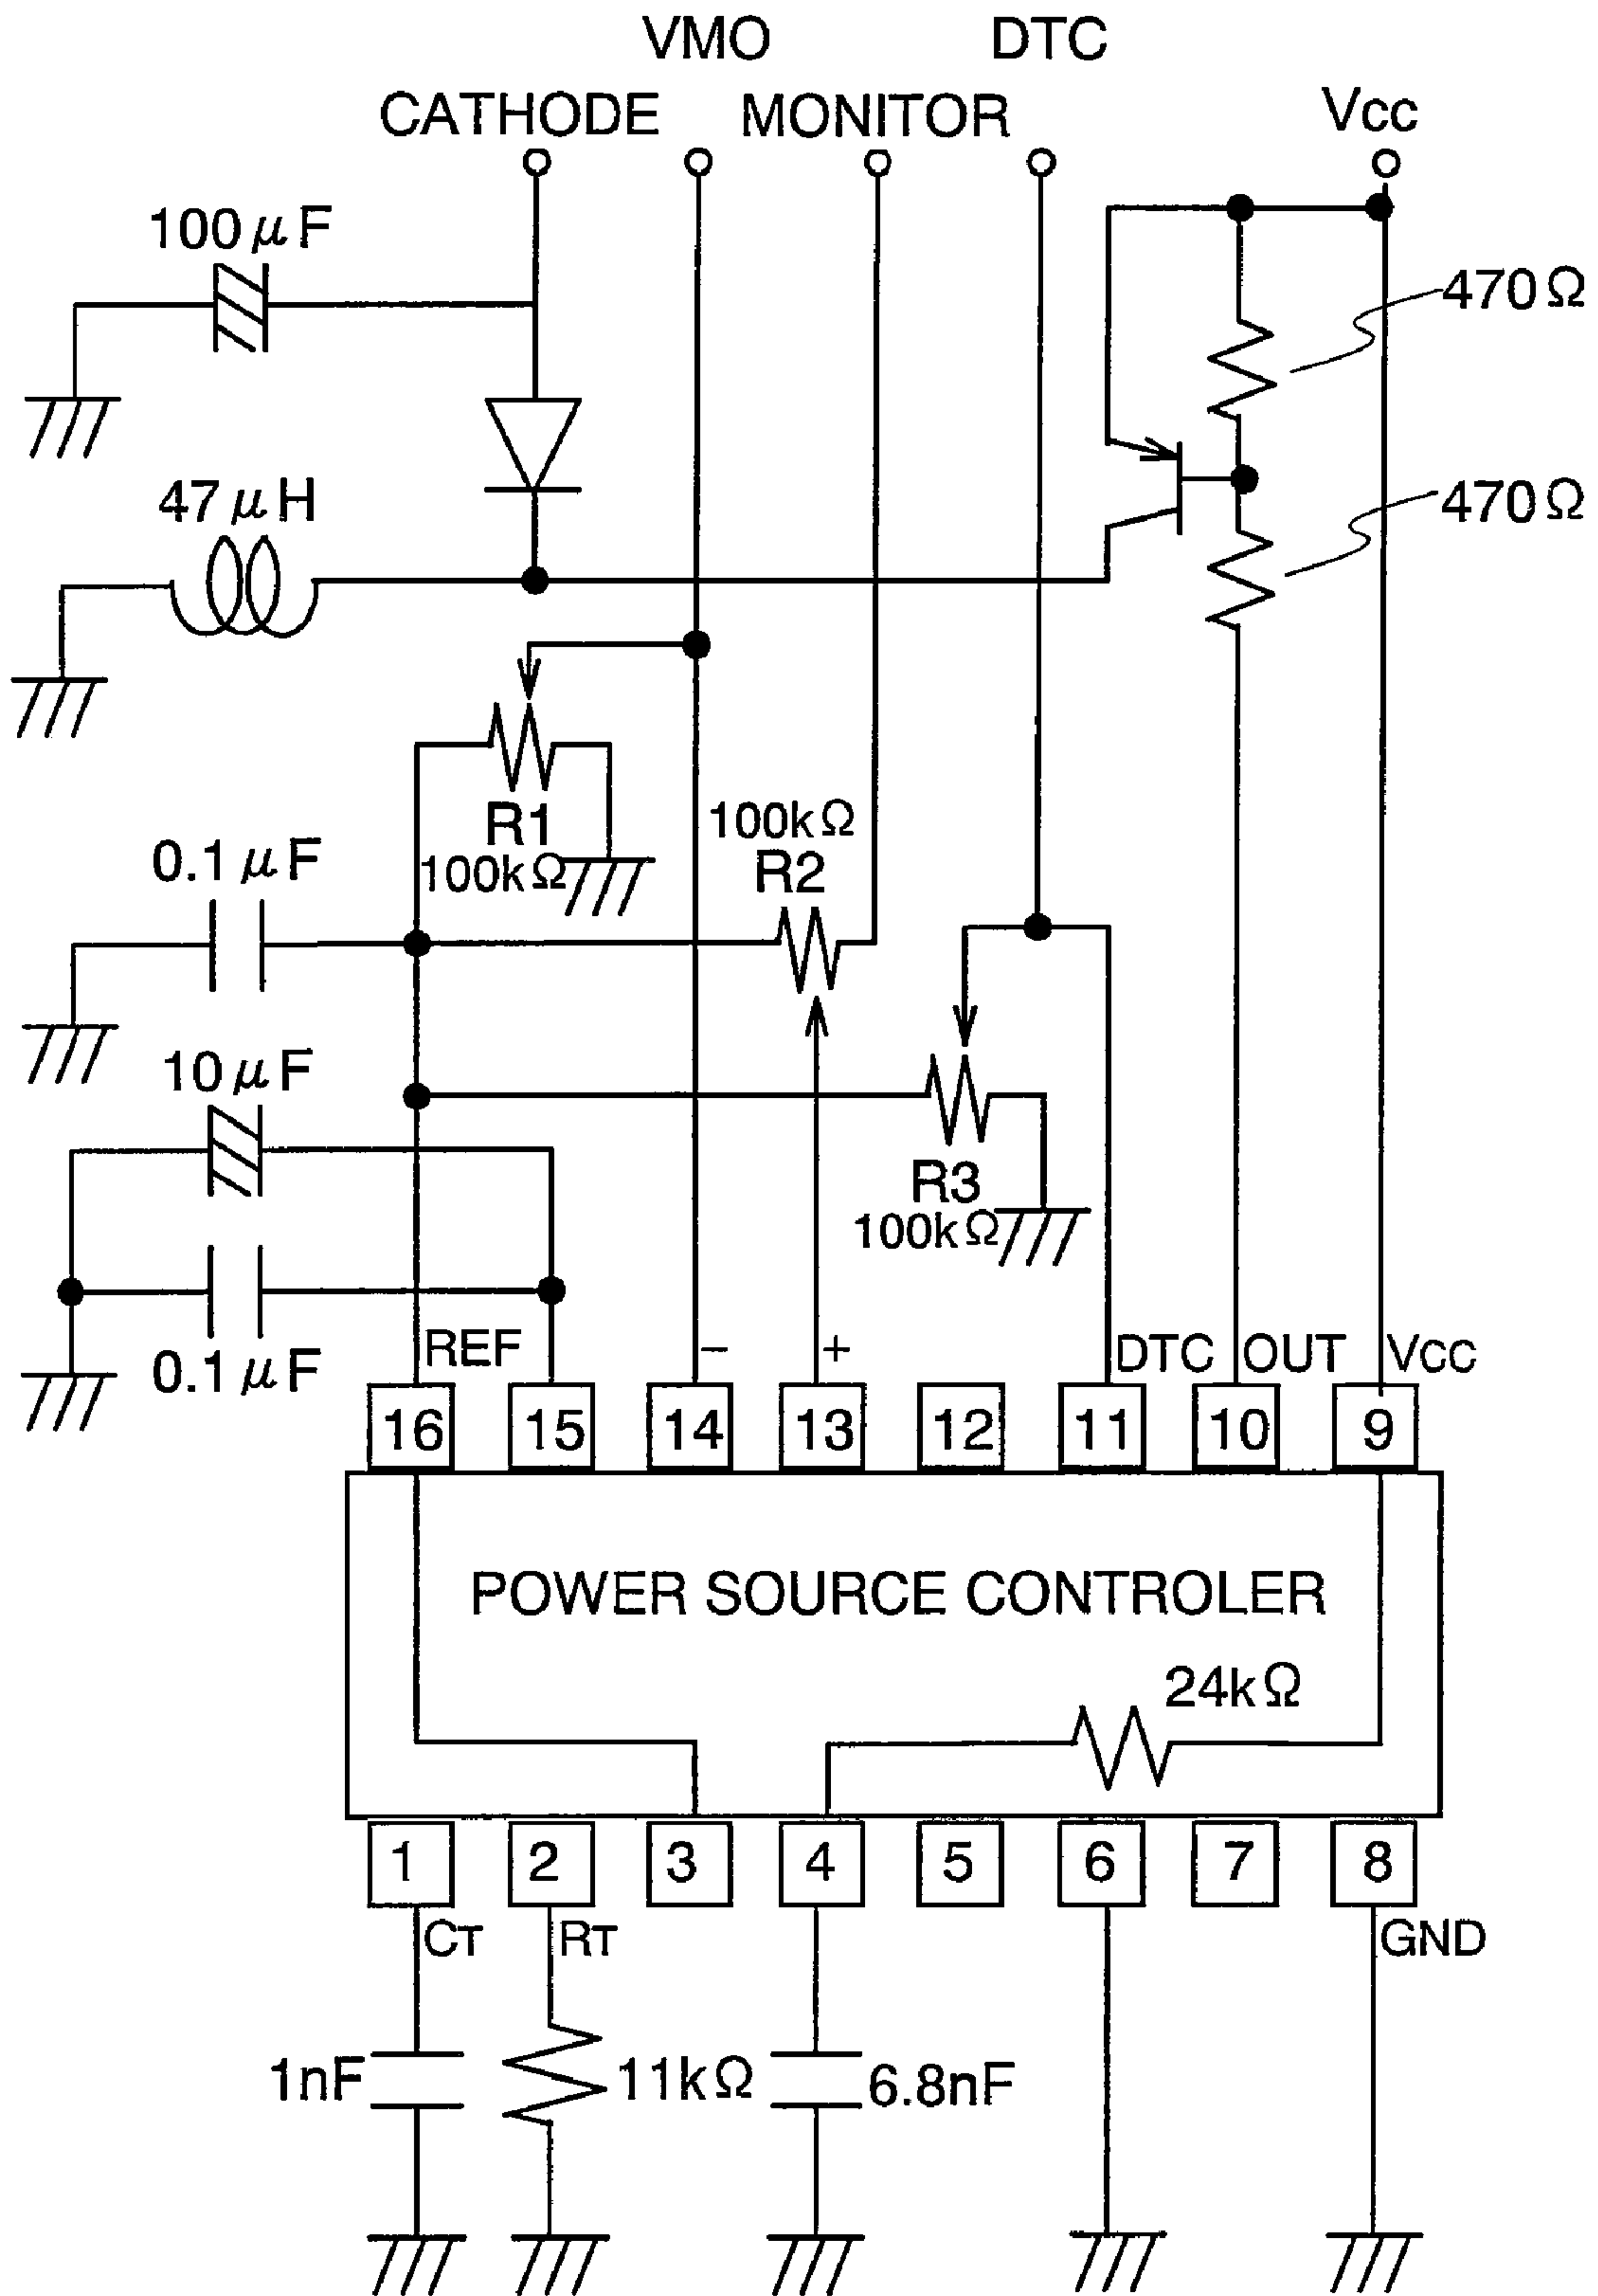 VMO
DTC
CATHODE
MONITOR
Vcc
100μF
470Ω
47μH
470Ω
R1
100kΩ
100kΩ
R2
0.1μF
10μF
R3
100kΩ
0.1μF
REF
−
+
DTC
OUT
Vcc
16
15
14
13
12
11
10
9
POWER SOURCE CONTROLER
24kΩ
1
2
3
4
5
6
7
8
CT
RT
GND
1nF
11kΩ
6.8nF